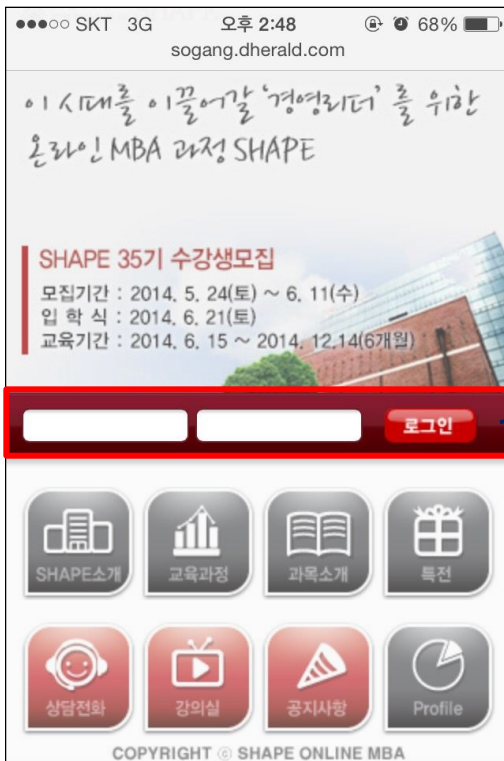 SKT 3G 오후 2:48 68%
sogang.dherald.com
이 시대를 이끌어갈 '경영리더' 를 위한
온라인 MBA 과정 SHAPE
SHAPE 35기 수강생모집
모집기간 : 2014. 5. 24(토) ~ 6. 11(수)
입 학 식 : 2014. 6. 21(토)
교육기간 : 2014. 6. 15 ~ 2014. 12.14(6개월)
로그인
SHAPE소개 교육과정 과목소개 특전
상담전화 강의실 공지사항 Profile
COPYRIGHT ⓒ SHAPE ONLINE MBA